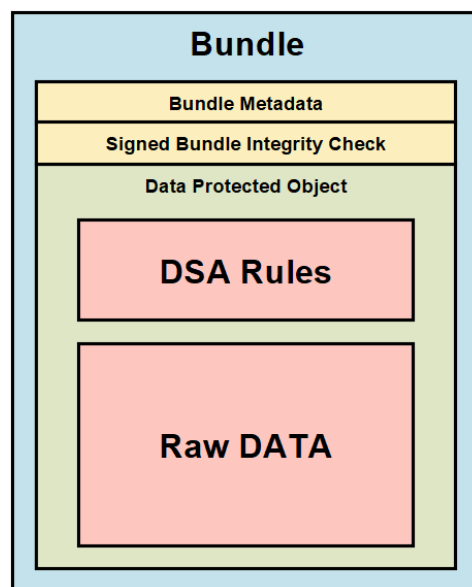 Bundle
Bundle Metadata
Signed Bundle Integrity Check
Data Protected Object
DSA Rules
Raw DATA